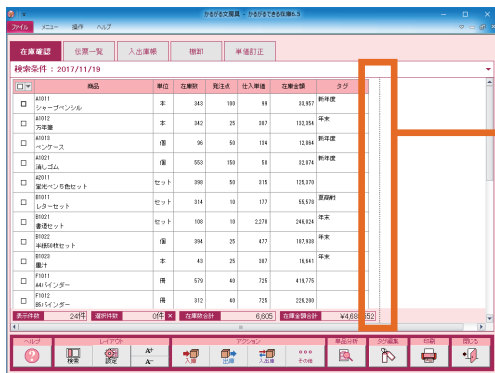 かるがる文房具 - かるがるできる在庫5.5
ファイル メニュー 操作 ヘルプ
在庫確認 伝票一覧 入出庫帳 棚卸 単価訂正
検索条件：2017/11/19
商品 単位 在庫数 発注点 仕入単価 在庫金額 タグ
A1011
シャープペンシル 本 343 100 99 33,957 新年度
A1012
万年筆 本 342 25 387 132,354 年末
A1013
ペンケース 個 96 50 134 12,864 新年度
A1021
消しゴム 個 553 150 58 32,074 新年度
A2011
蛍光ペン5色セット セット 398 50 315 125,370
B1011
レターセット セット 314 10 177 55,578
B1021
書道セット セット 108 10 2,278 246,024 年末
B1022
半紙50枚セット 個 394 25 477 187,938 年末
B1023
墨汁 本 43 25 387 16,641 年末
F1011
A4バインダー 冊 579 40 725 419,775
F1012
B5バインダー 冊 312 40 725 226,200
表示件数 24件 選択件数 0件 × 在庫数合計 6,605 在庫金額合計
ヘルプ レイアウト アクション 単品分析 タグ編集 印刷 閉じる
検索 設定 A+ A- 入庫 出庫 入出庫 その他